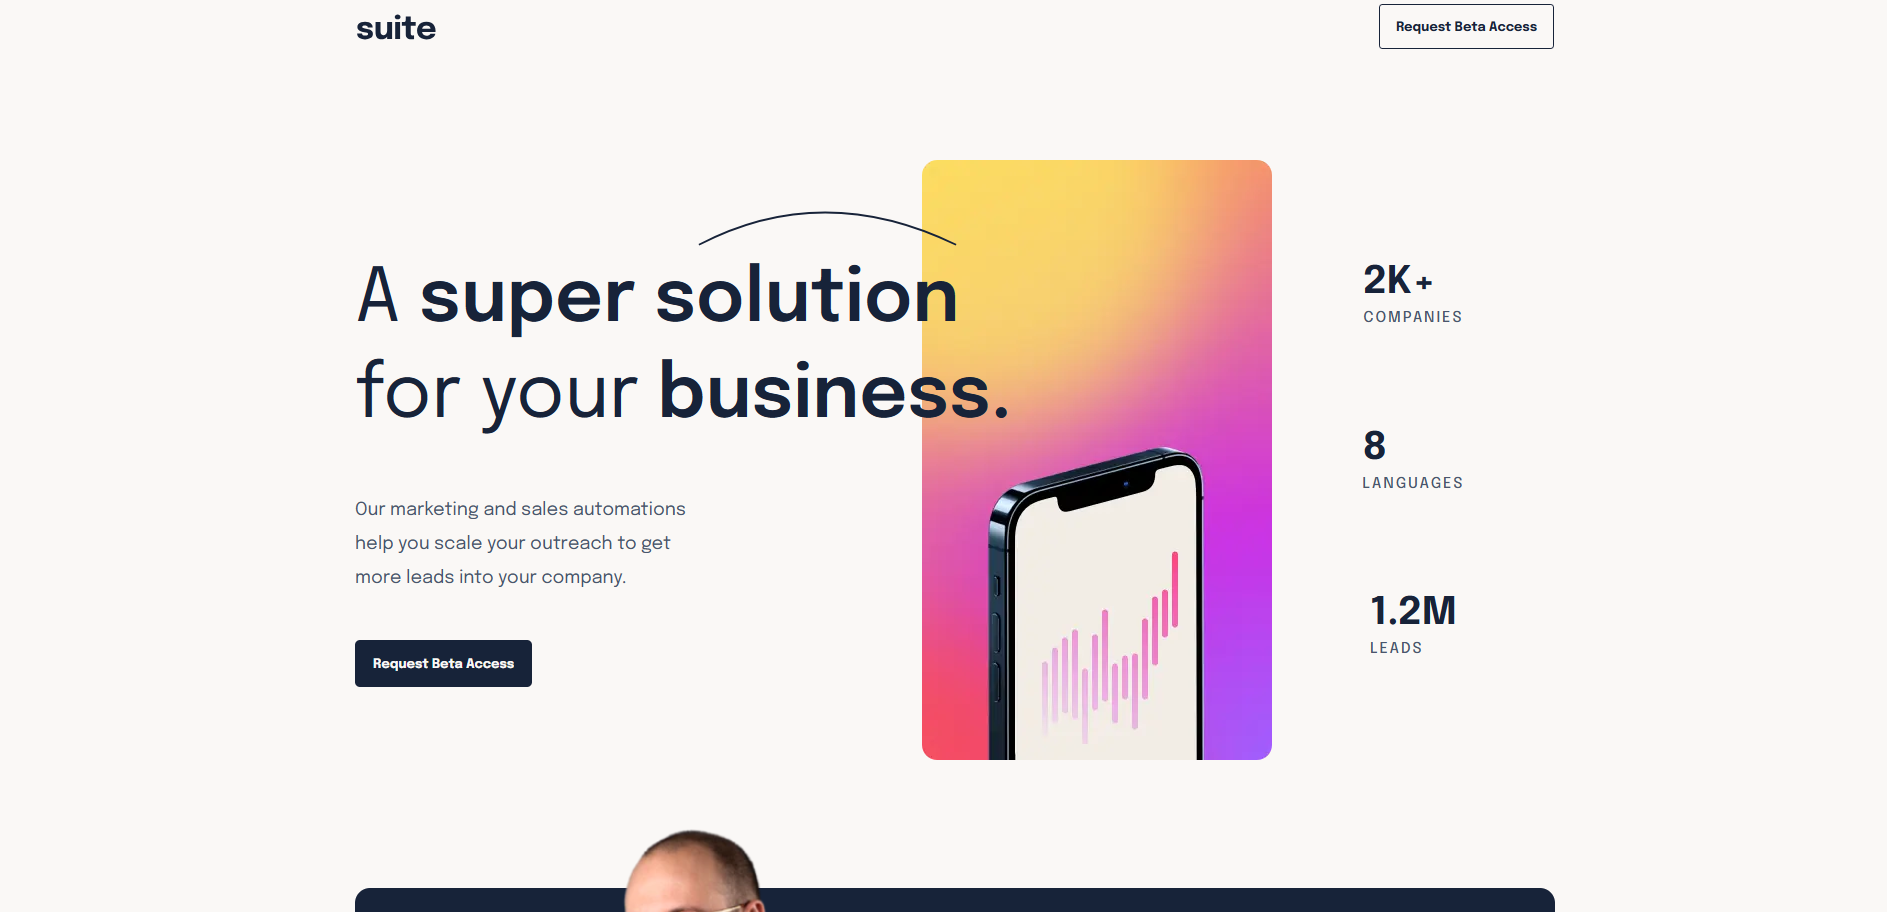 suite
Request Beta Access
A super solution
for your business.
Our marketing and sales automations
help you scale your outreach to get
more leads into your company.
Request Beta Access
2K+
COMPANIES
8
LANGUAGES
1.2M
LEADS